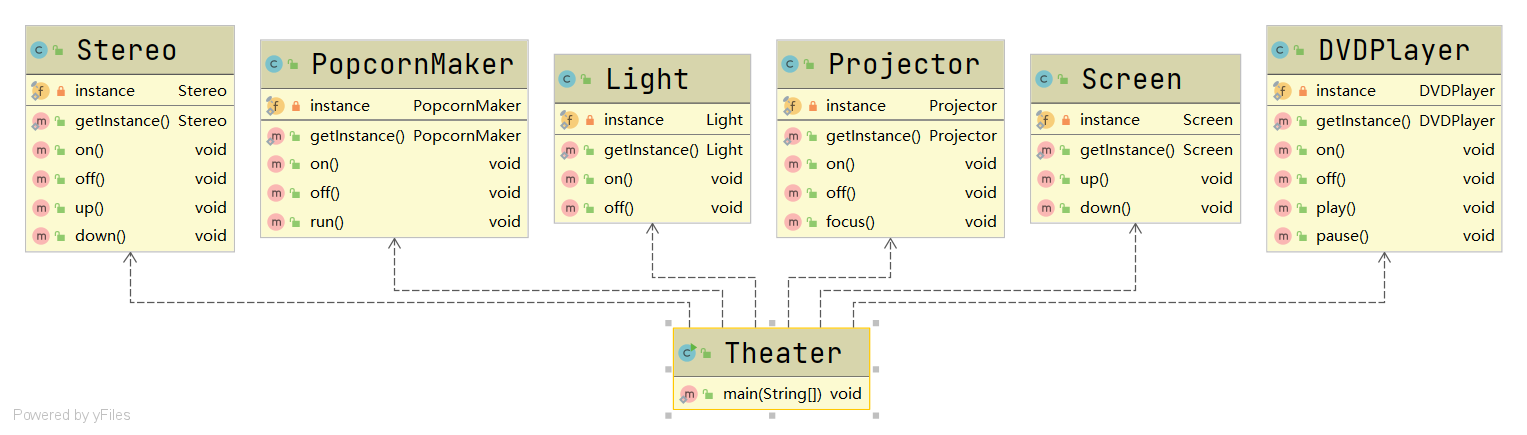 Stereo
instance Stereo
getInstance() Stereo
on() void
off() void
up() void
down() void
PopcornMaker
instance PopcornMaker
getInstance() PopcornMaker
on() void
off() void
run() void
Light
instance Light
getInstance() Light
on() void
off() void
Projector
instance Projector
getInstance() Projector
on() void
off() void
focus() void
Screen
instance Screen
getInstance() Screen
up() void
down() void
DVDPlayer
instance DVDPlayer
getInstance() DVDPlayer
on() void
off() void
play() void
pause() void
Theater
main(String[]) void
Powered by yFiles